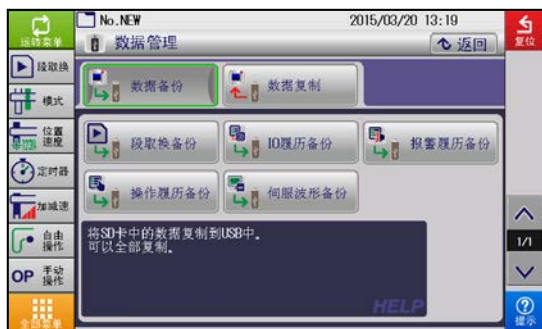 No.NEW 2015/03/20 13:19
运转菜单
数据管理
返回
复位
段取换
模式
位置
速度
定时器
加减速
自由
操作
OP 手动
操作
全部菜单
数据备份
数据复制
段取换备份
IO履历备份
报警履历备份
操作履历备份
伺服波形备份
将SD卡中的数据复制到USB中。
可以全部复制。
HELP
1/1
提示